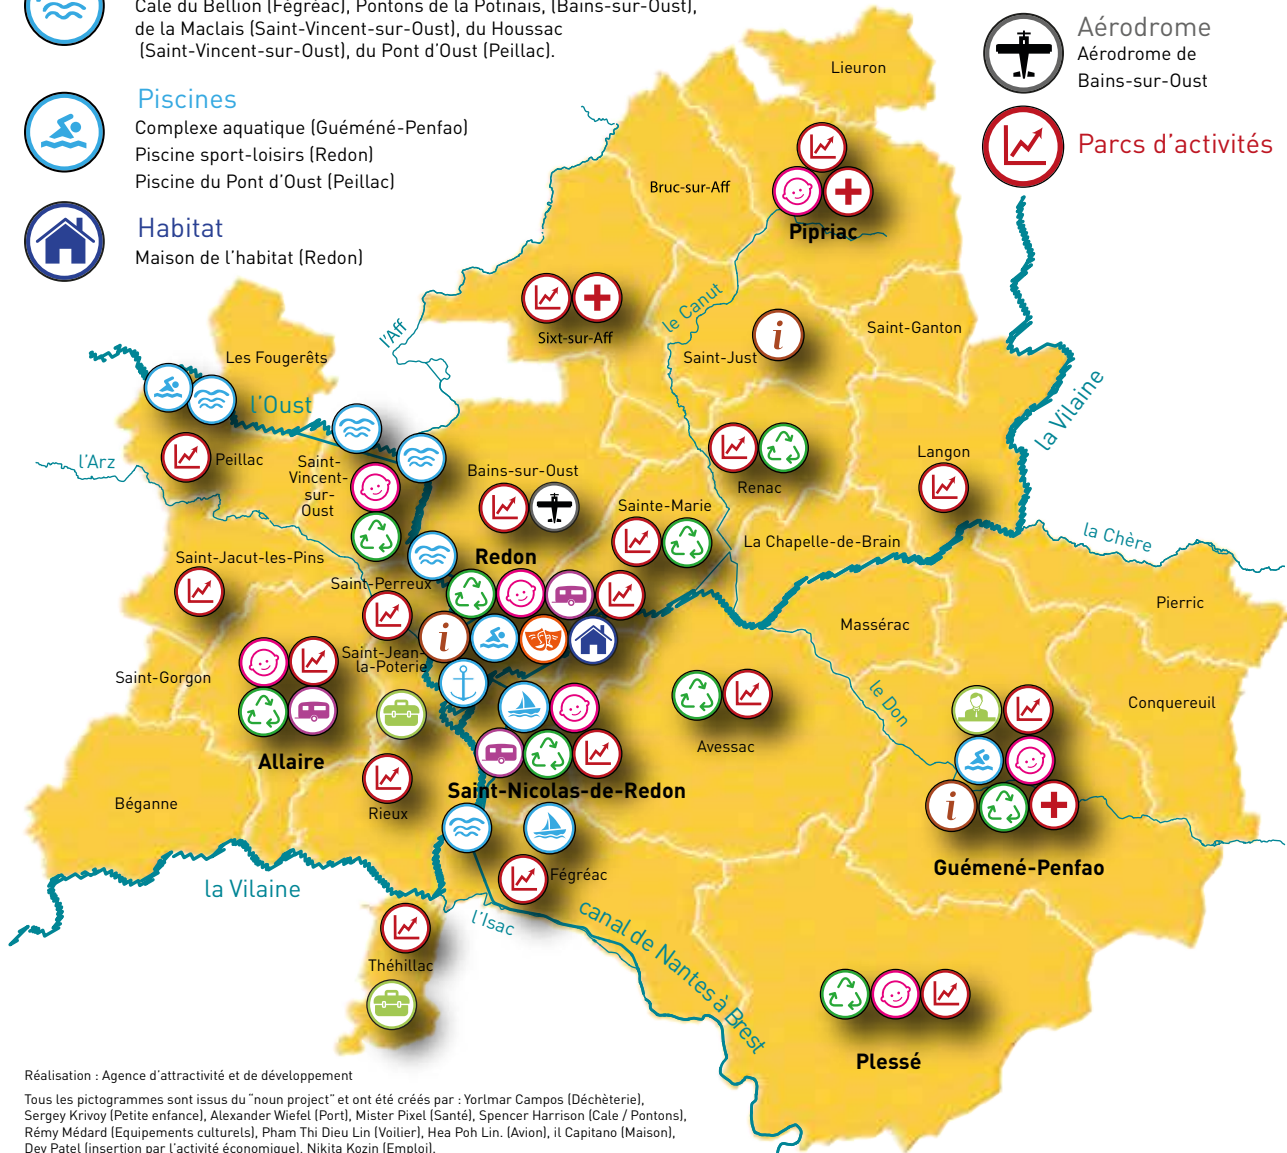 Cale du Bellion (Fégréac), Pontons de la Potinais, (Bains-sur-Oust),
de la Maclais (Saint-Vincent-sur-Oust), du Houssac
(Saint-Vincent-sur-Oust), du Pont d'Oust (Peillac).
Piscines
Complexe aquatique (Guéméné-Penfao)
Piscine sport-loisirs (Redon)
Piscine du Pont d'Oust (Peillac)
Habitat
Maison de l'habitat (Redon)
Aérodrome
Aérodrome de
Bains-sur-Oust
Parcs d'activités
Lieuron
Bruc-sur-Aff
Pipriac
le Canut
Sixt-sur-Aff
Saint-Just
Saint-Ganton
l'Aff
Les Fougerêts
l'Oust
l'Arz
Peillac
Saint-
Vincent-
sur-
Oust
Bains-sur-Oust
Renac
Langon
la Vilaine
Sainte-Marie
La Chapelle-de-Brain
la Chère
Redon
Saint-Jacut-les-Pins
Saint-Perreux
Pierric
Massérac
Saint-Jean-
la-Poterie
Saint-Gorgon
le Don
Conquereuil
Avessac
Allaire
Saint-Nicolas-de-Redon
Béganne
Rieux
Guémené-Penfao
Fégréac
la Vilaine
l'Isac
canal de Nantes à Brest
Théhillac
Plessé
Réalisation : Agence d'attractivité et de développement
Tous les pictogrammes sont issus du "noun project" et ont été créés par : Yorlmar Campos (Déchèterie),
Sergey Krivoy (Petite enfance), Alexander Wiefel (Port), Mister Pixel (Santé), Spencer Harrison (Cale / Pontons),
Rémy Médard (Equipements culturels), Pham Thi Dieu Lin (Voilier), Hea Poh Lin. (Avion), il Capitano (Maison),
Dev Patel (insertion par l'activité économique), Nikita Kozin (Emploi).